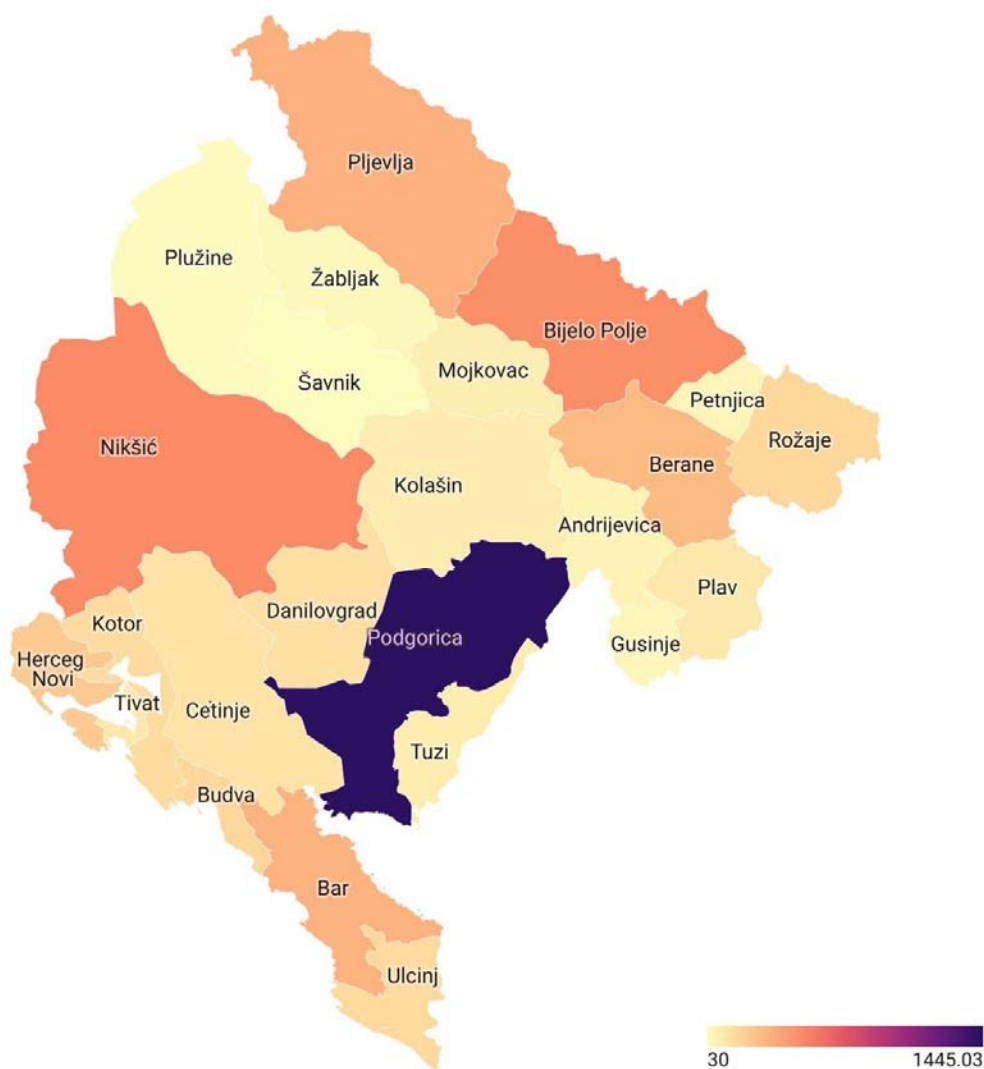 Pljevlja
Plužine
Žabljak
Bijelo Polje
Mojkovac
Šavnik
Petnjica
Rožaje
Nikšić
Berane
Kolašin
Andrijevica
Plav
Danilovgrad
Kotor
Podgorica
Gusinje
Herceg
Novi
Tivat
Cetinje
Tuzi
Budva
Bar
Ulcinj
30
1445.03